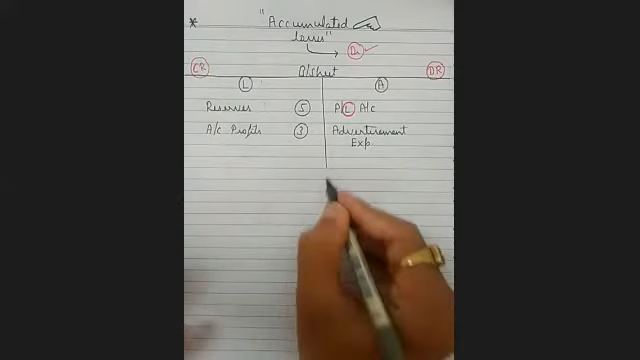 * "Accumulated
losses"
Dr ✓
CR B/Sheet DR
L A
Reserves 5 P/L A/c
A/c Profits 3 Advertisement
Exp.